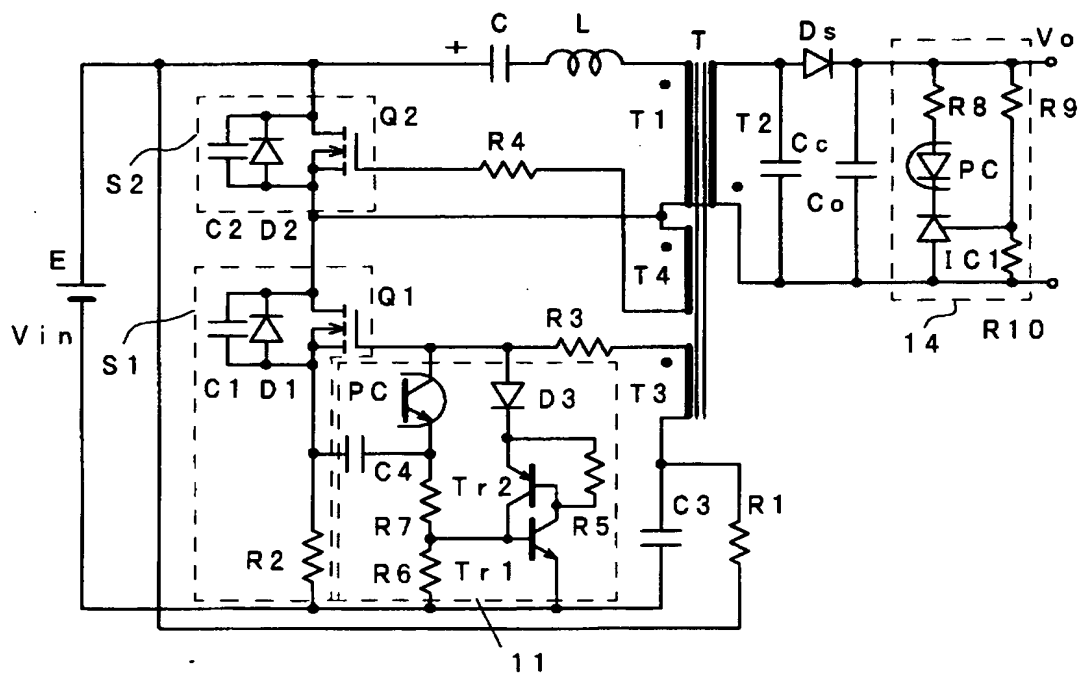 C
L
T
Ds
Vo
+
Q2
R4
T1
T2
Cc
Co
R8
R9
PC
S2
C2 D2
T4
IC1
E
Q1
R3
Vin
S1
R10
14
C1 D1
PC
D3
T3
C4
Tr2
R5
C3
R1
R7
R2
R6
Tr1
11